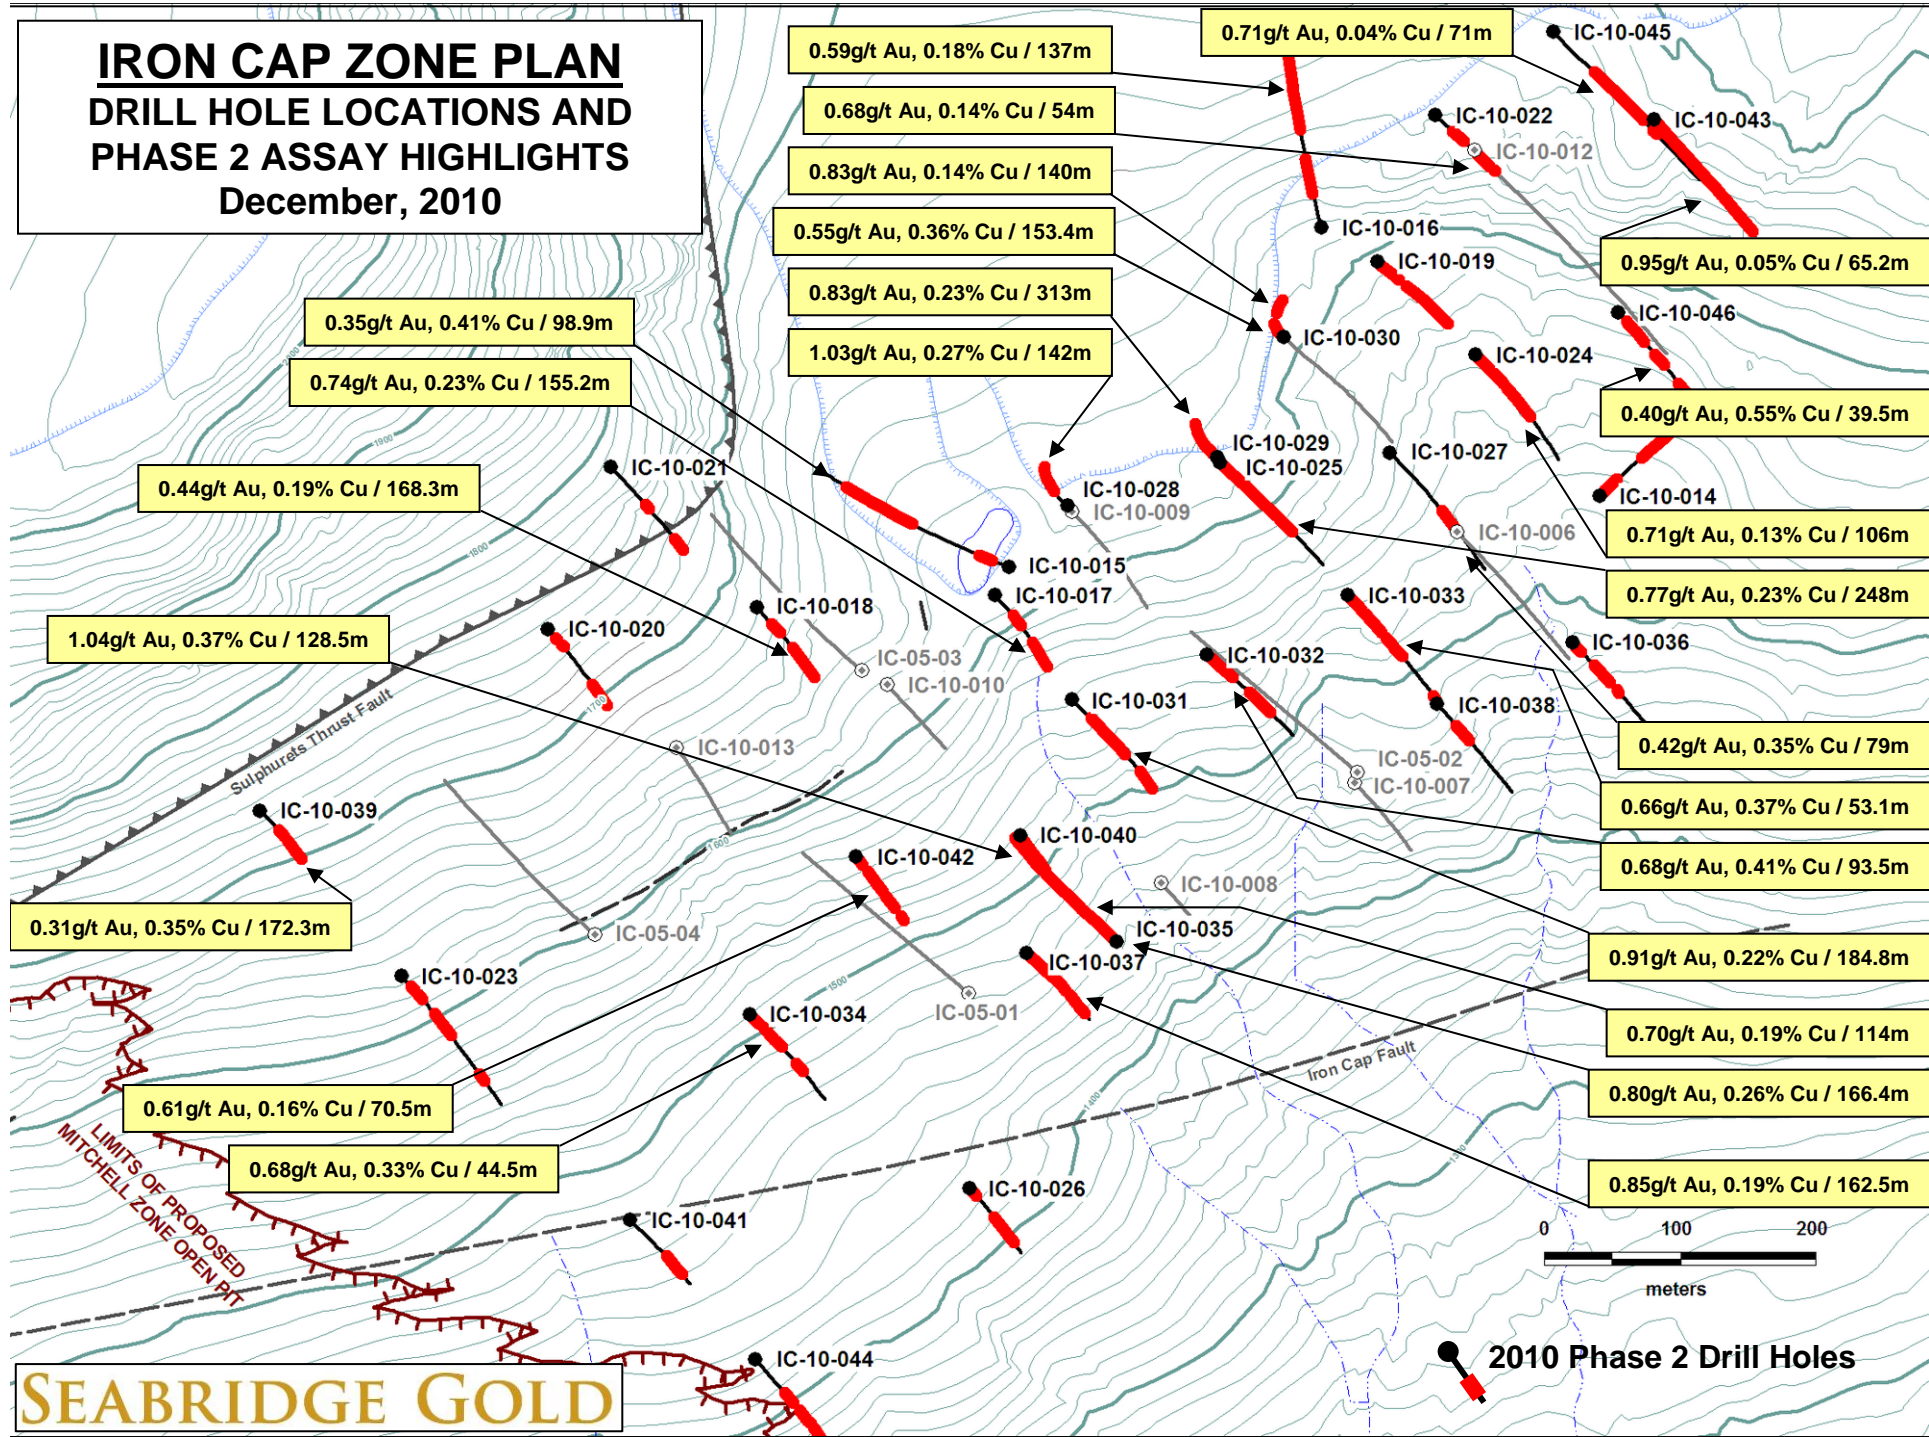 IRON CAP ZONE PLAN
DRILL HOLE LOCATIONS AND
PHASE 2 ASSAY HIGHLIGHTS
December, 2010
0.59g/t Au, 0.18% Cu / 137m
0.68g/t Au, 0.14% Cu / 54m
0.83g/t Au, 0.14% Cu / 140m
0.55g/t Au, 0.36% Cu / 153.4m
0.83g/t Au, 0.23% Cu / 313m
1.03g/t Au, 0.27% Cu / 142m
0.71g/t Au, 0.04% Cu / 71m
IC-10-045
IC-10-022
IC-10-043
IC-10-012
IC-10-016
IC-10-019
0.95g/t Au, 0.05% Cu / 65.2m
0.35g/t Au, 0.41% Cu / 98.9m
0.74g/t Au, 0.23% Cu / 155.2m
IC-10-046
IC-10-030
IC-10-024
0.40g/t Au, 0.55% Cu / 39.5m
1900
IC-10-029
IC-10-025
IC-10-027
IC-10-021
0.44g/t Au, 0.19% Cu / 168.3m
IC-10-028
IC-10-009
IC-10-014
0.71g/t Au, 0.13% Cu / 106m
IC-10-006
1800
IC-10-015
IC-10-017
0.77g/t Au, 0.23% Cu / 248m
IC-10-033
IC-10-018
1.04g/t Au, 0.37% Cu / 128.5m
IC-10-020
IC-05-03
IC-10-010
IC-10-032
IC-10-036
1700
IC-10-031
IC-10-038
Sulphurets Thrust Fault
IC-10-013
0.42g/t Au, 0.35% Cu / 79m
IC-05-02
IC-10-007
0.66g/t Au, 0.37% Cu / 53.1m
IC-10-039
1600
IC-10-040
IC-10-042
0.68g/t Au, 0.41% Cu / 93.5m
IC-10-008
0.31g/t Au, 0.35% Cu / 172.3m
IC-05-04
IC-10-035
0.91g/t Au, 0.22% Cu / 184.8m
IC-10-037
IC-10-023
1500
IC-05-01
IC-10-034
0.70g/t Au, 0.19% Cu / 114m
Iron Cap Fault
0.80g/t Au, 0.26% Cu / 166.4m
0.61g/t Au, 0.16% Cu / 70.5m
1400
0.68g/t Au, 0.33% Cu / 44.5m
1300
0.85g/t Au, 0.19% Cu / 162.5m
LIMITS OF PROPOSED
MITCHELL ZONE OPEN PIT
IC-10-026
IC-10-041
0 100 200
meters
IC-10-044
2010 Phase 2 Drill Holes
SEABRIDGE GOLD